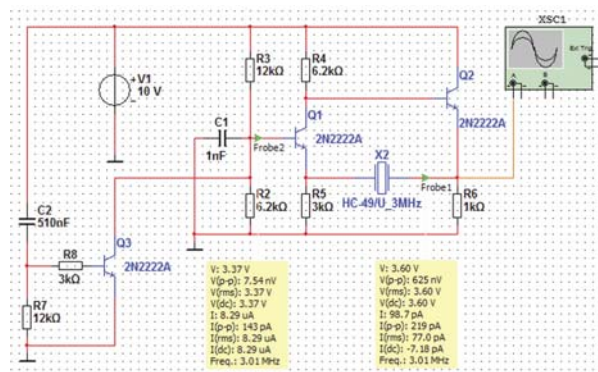 XSC1
Ext Trig
A
B
V1
10 V
R3
12kΩ
R4
6.2kΩ
Q2
2N2222A
C1
1nF
Probe2
Q1
2N2222A
X2
HC-49/U_3MHz
Probe1
R2
6.2kΩ
R5
3kΩ
R6
1kΩ
C2
510nF
R8
3kΩ
Q3
2N2222A
R7
12kΩ
V: 3.37 V
V(p-p): 7.54 nV
V(rms): 3.37 V
V(dc): 3.37 V
I: 8.29 uA
I(p-p): 143 pA
I(rms): 8.29 uA
I(dc): 8.29 uA
Freq.: 3.01 MHz
V: 3.60 V
V(p-p): 625 nV
V(rms): 3.60 V
V(dc): 3.60 V
I: 98.7 pA
I(p-p): 219 pA
I(rms): 77.0 pA
I(dc): -7.18 pA
Freq.: 3.01 MHz